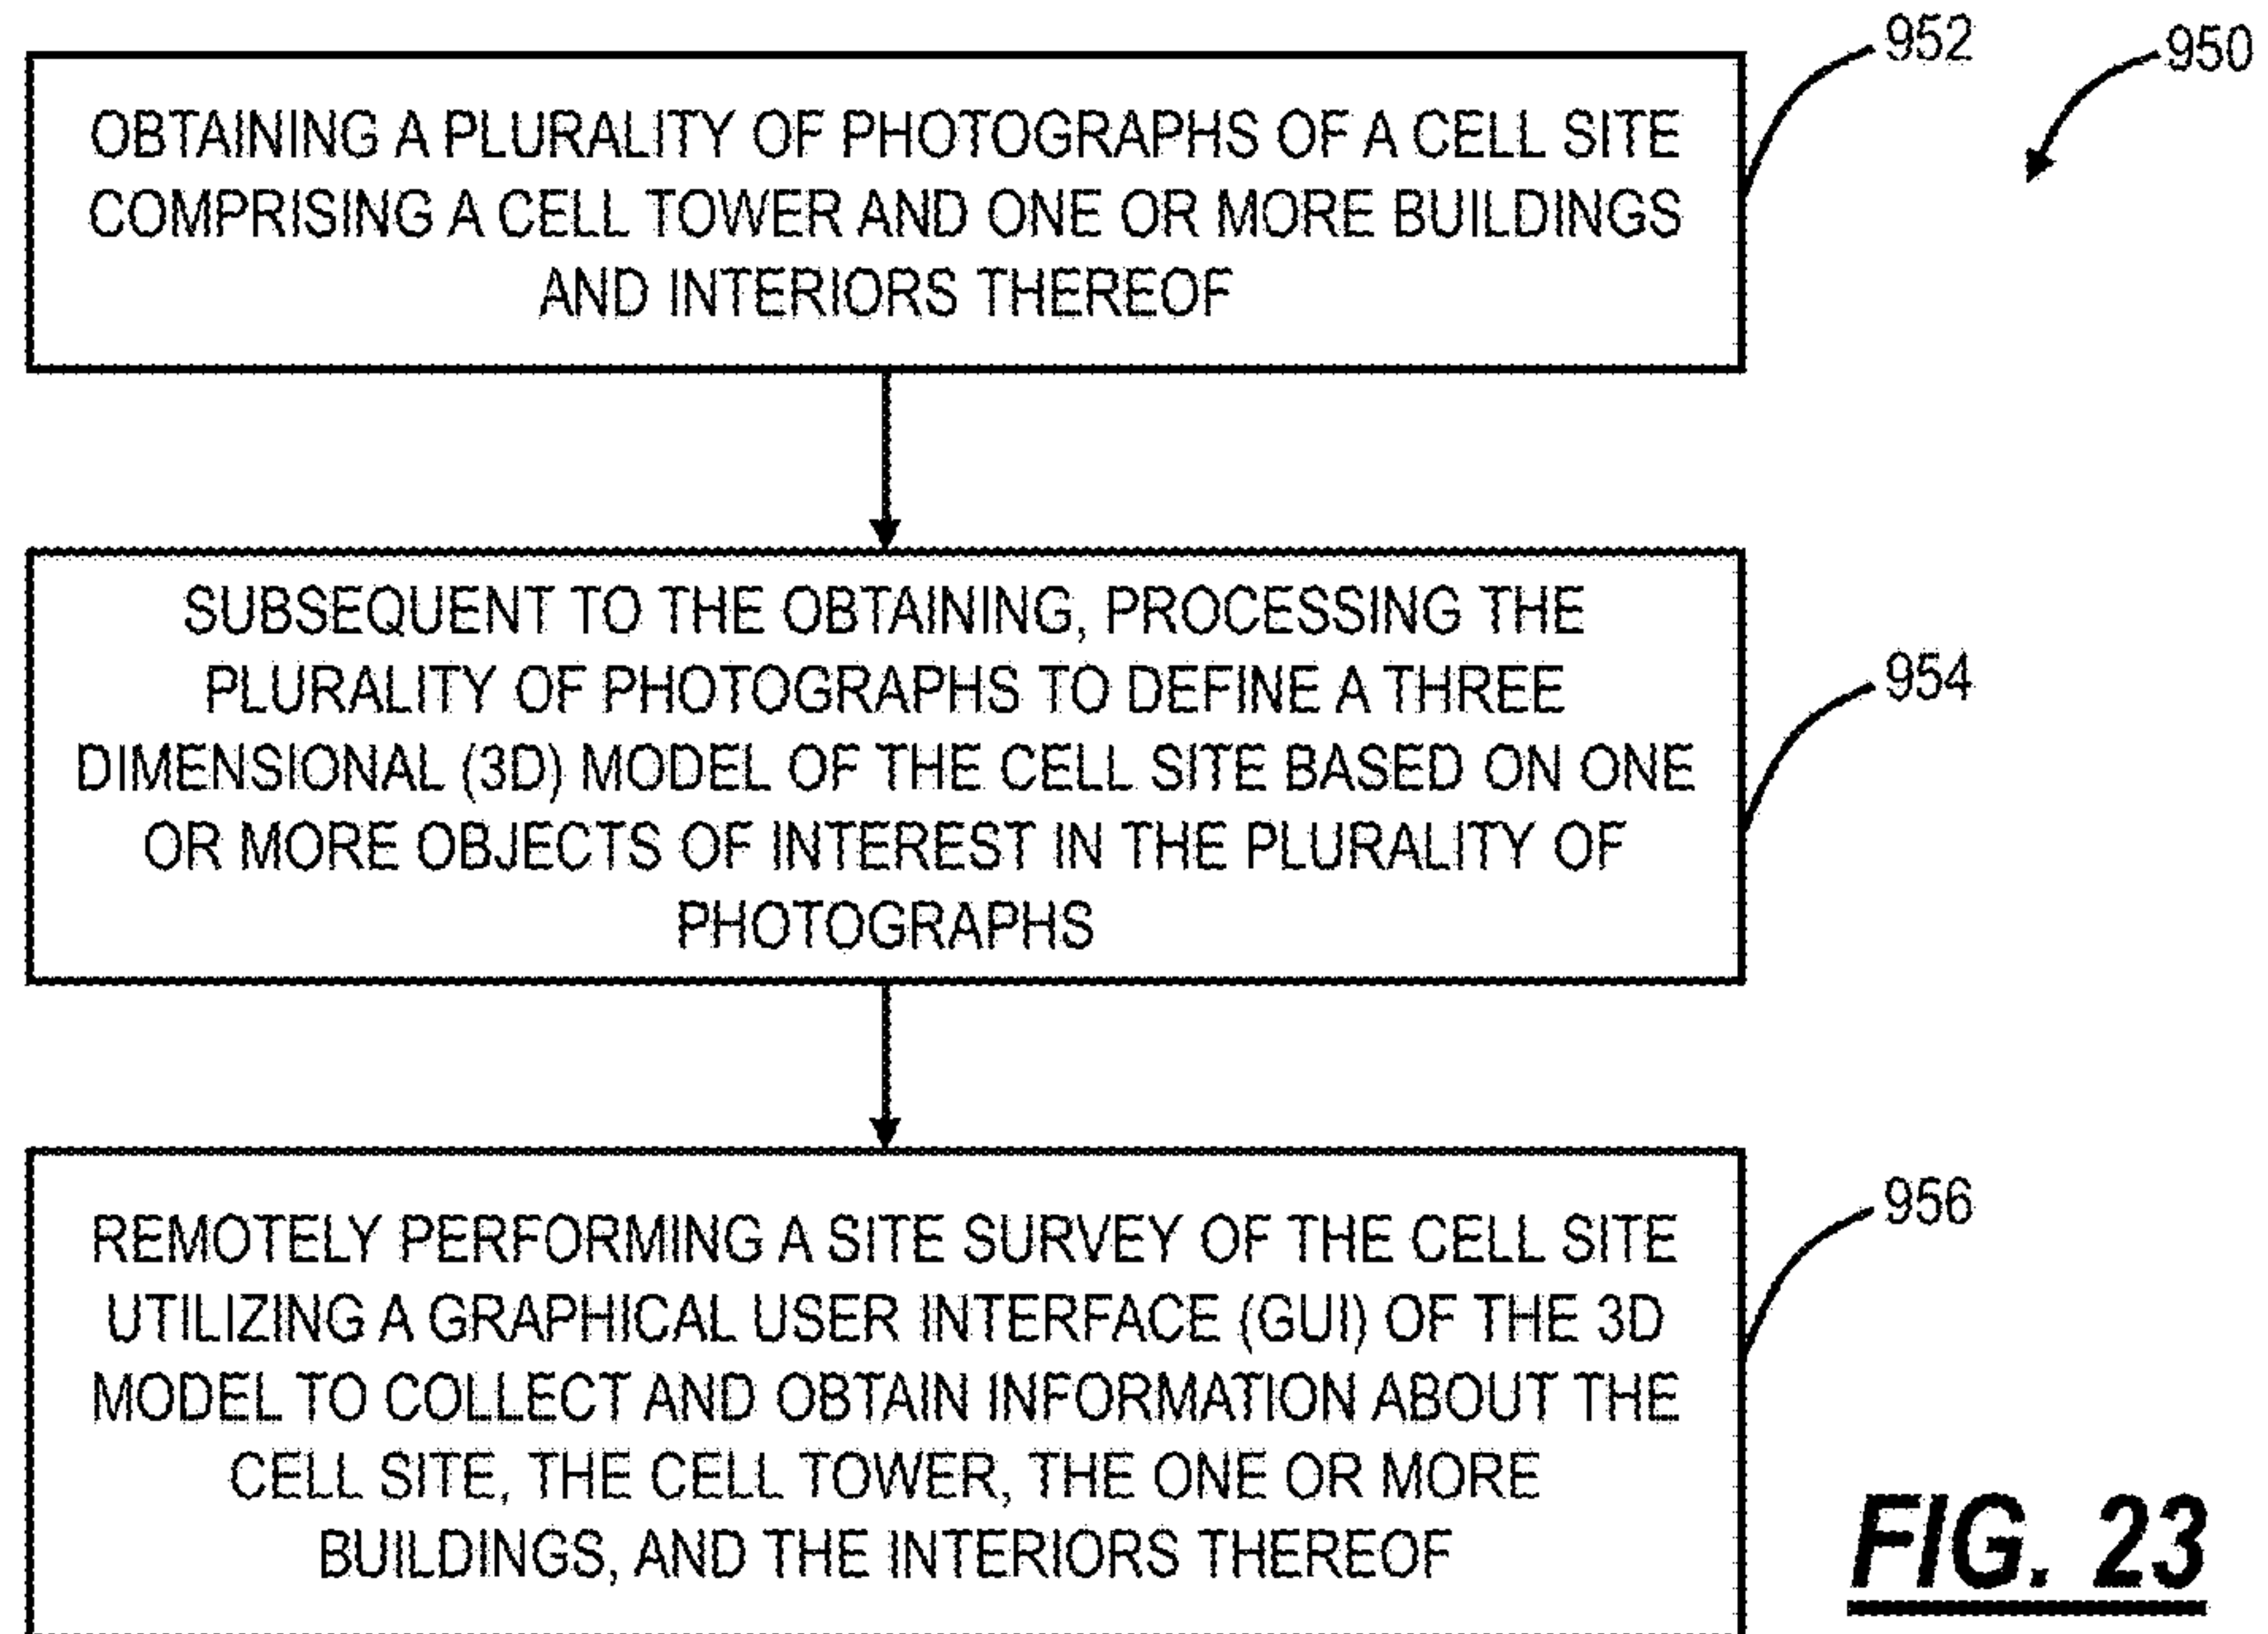 952
950
OBTAINING A PLURALITY OF PHOTOGRAPHS OF A CELL SITE
COMPRISING A CELL TOWER AND ONE OR MORE BUILDINGS
AND INTERIORS THEREOF
SUBSEQUENT TO THE OBTAINING, PROCESSING THE
PLURALITY OF PHOTOGRAPHS TO DEFINE A THREE
DIMENSIONAL (3D) MODEL OF THE CELL SITE BASED ON ONE
OR MORE OBJECTS OF INTEREST IN THE PLURALITY OF
PHOTOGRAPHS
954
REMOTELY PERFORMING A SITE SURVEY OF THE CELL SITE
UTILIZING A GRAPHICAL USER INTERFACE (GUI) OF THE 3D
MODEL TO COLLECT AND OBTAIN INFORMATION ABOUT THE
CELL SITE, THE CELL TOWER, THE ONE OR MORE
BUILDINGS, AND THE INTERIORS THEREOF
956
FIG. 23